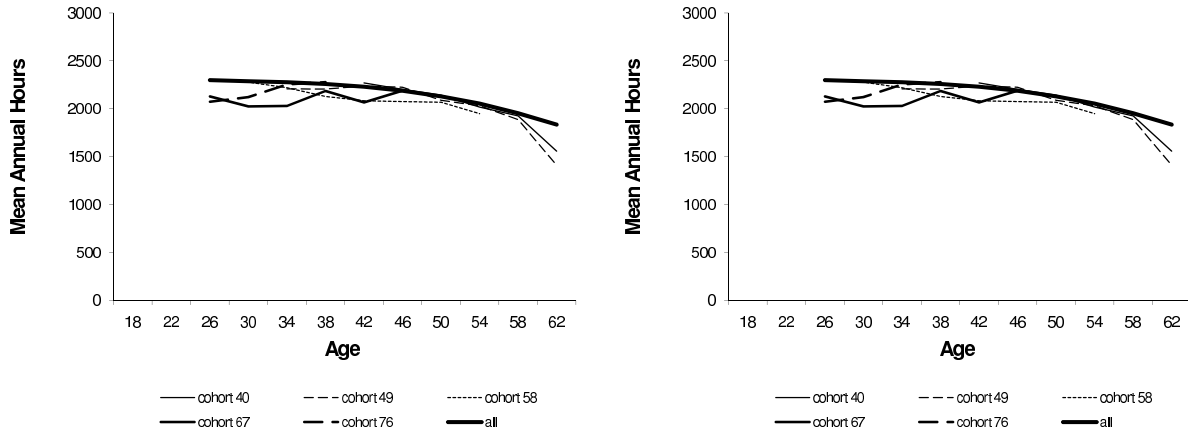 3000
2500
2000
1500
1000
500
0
Mean Annual Hours
18 22 26 30 34 38 42 46 50 54 58 62
Age
cohort 40 cohort 49 cohort 58
cohort 67 cohort 76 all
3000
2500
2000
1500
1000
500
0
Mean Annual Hours
18 22 26 30 34 38 42 46 50 54 58 62
Age
cohort 40 cohort 49 cohort 58
cohort 67 cohort 76 all